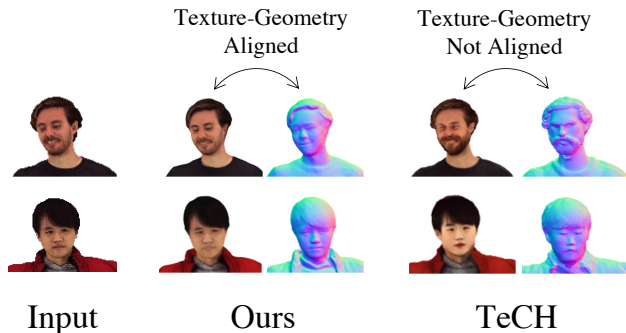 Texture-Geometry
Aligned
Texture-Geometry
Not Aligned
Input
Ours
TeCH